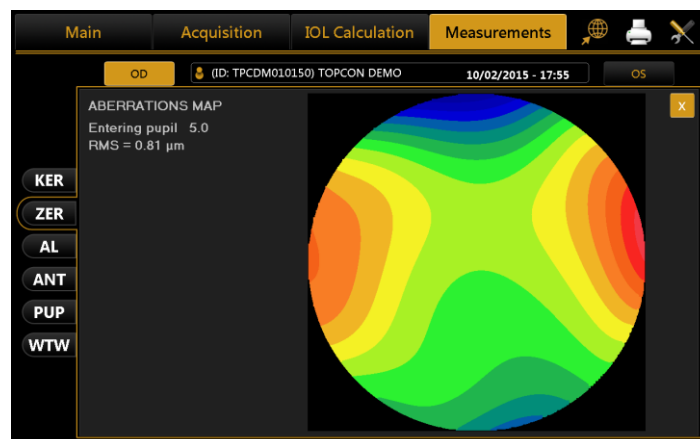 Main Acquisition IOL Calculation Measurements
OD (ID: TPCDM010150) TOPCON DEMO 10/02/2015 - 17:55 OS
ABERRATIONS MAP X
Entering pupil 5.0
RMS = 0.81 µm
KER
ZER
AL
ANT
PUP
WTW